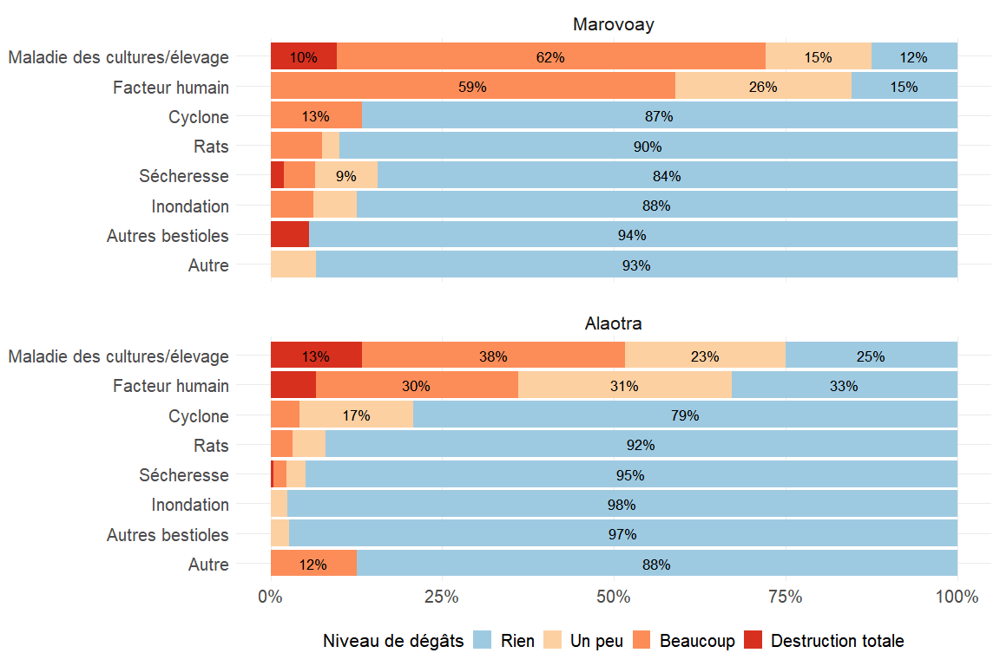 Marovoay
Maladie des cultures/élevage 10% 62% 15% 12%
Facteur humain 59% 26% 15%
Cyclone 13% 87%
Rats 90%
Sécheresse 9% 84%
Inondation 88%
Autres bestioles 94%
Autre 93%
Alaotra
Maladie des cultures/élevage 13% 38% 23% 25%
Facteur humain 30% 31% 33%
Cyclone 17% 79%
Rats 92%
Sécheresse 95%
Inondation 98%
Autres bestioles 97%
Autre 12% 88%
0% 25% 50% 75% 100%
Niveau de dégâts Rien Un peu Beaucoup Destruction totale